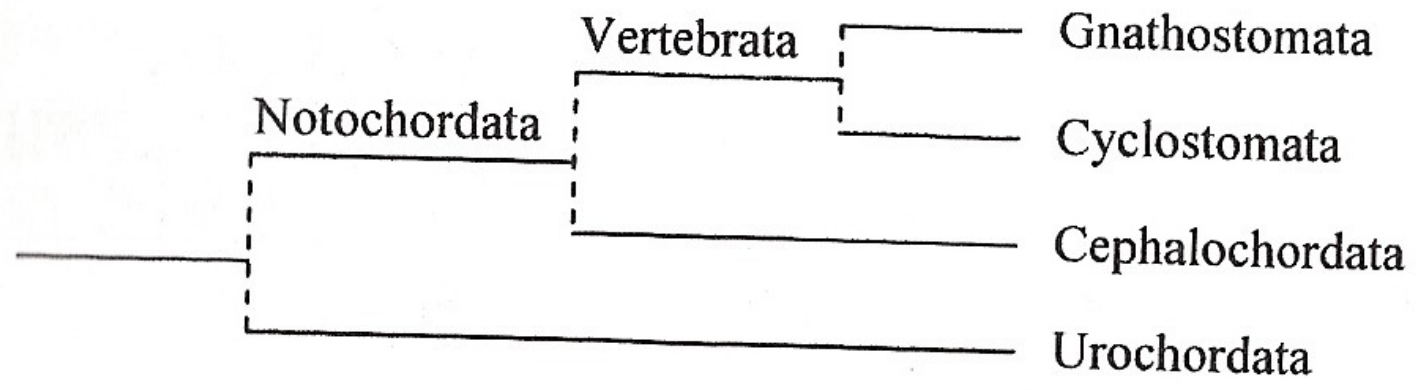 Vertebrata
Gnathostomata
Notochordata
Cyclostomata
Cephalochordata
Urochordata